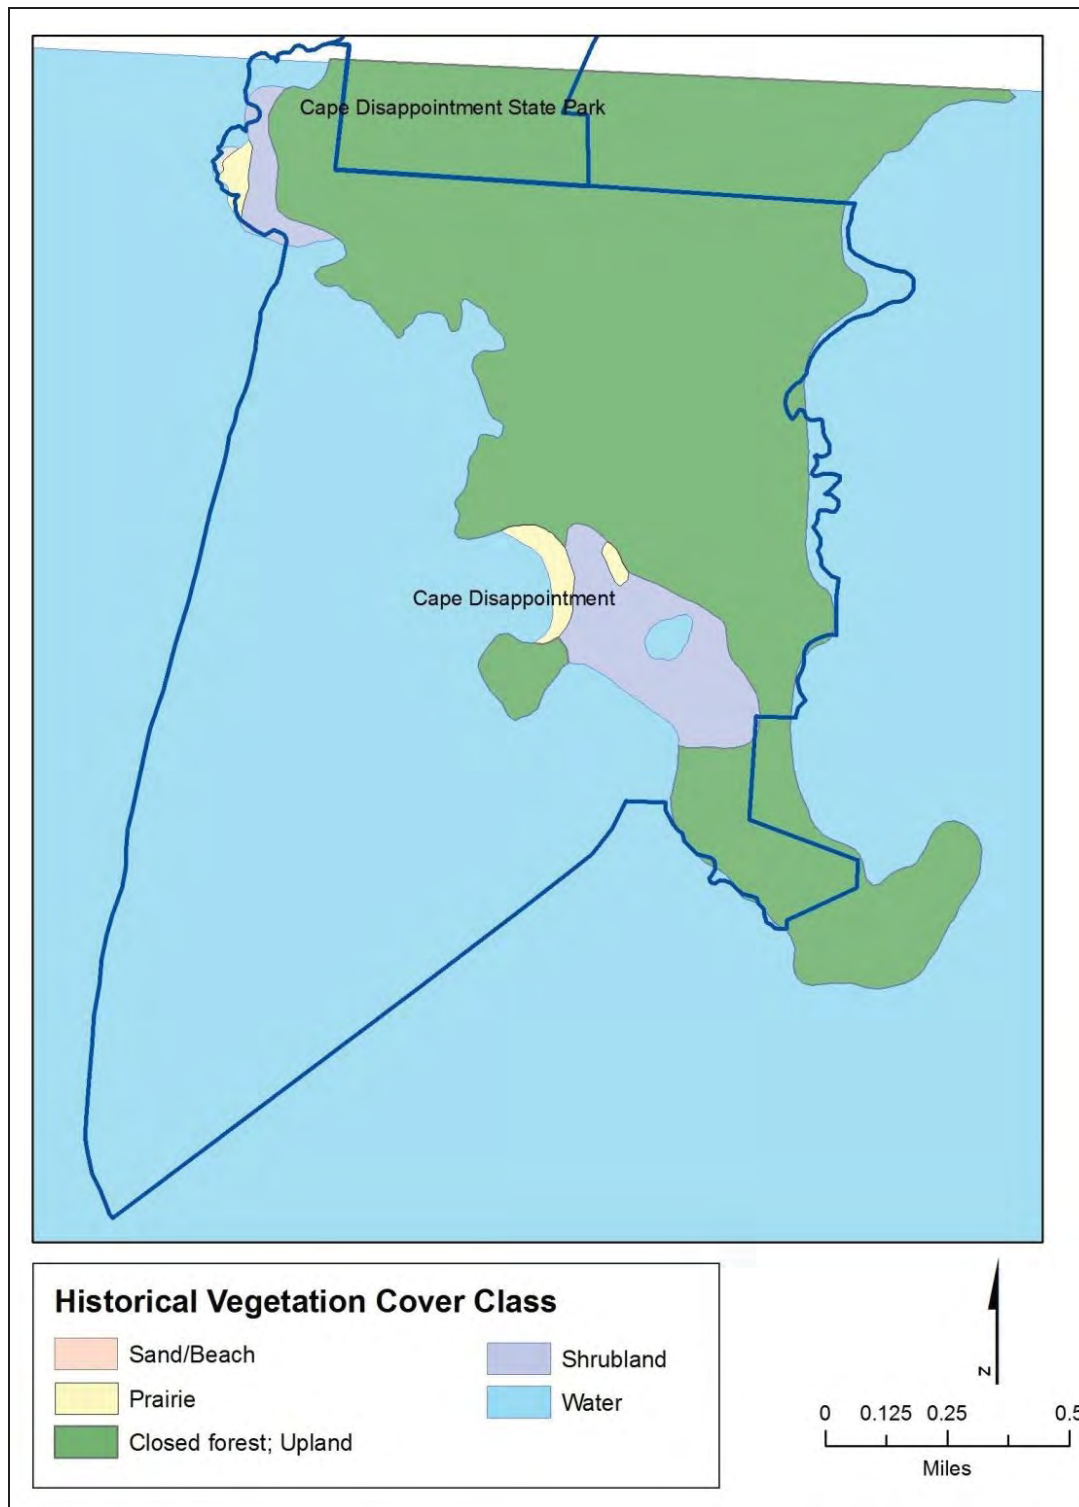 Cape Disappointment State Park
Cape Disappointment
Historical Vegetation Cover Class
Sand/Beach
Prairie
Closed forest; Upland
Shrubland
Water
N
0 0.125 0.25 0.5
Miles